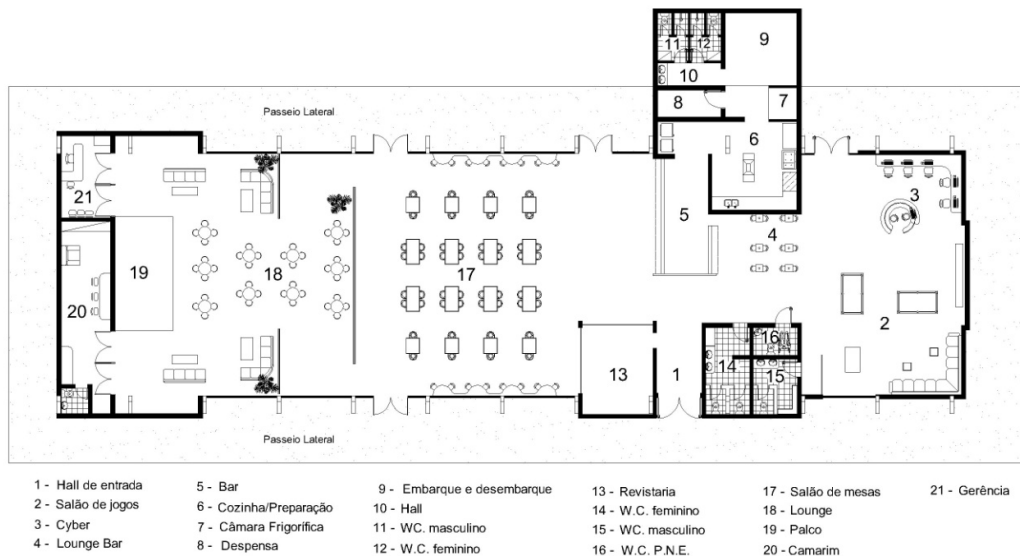 11
12
9
10
8
7
Passeio Lateral
6
21
3
5
4
19
18
17
20
2
16
13
1
14
15
Passeio Lateral
1 - Hall de entrada
2 - Salão de jogos
3 - Cyber
4 - Lounge Bar
5 - Bar
6 - Cozinha/Preparação
7 - Câmara Frigorífica
8 - Despensa
9 - Embarque e desembarque
10 - Hall
11 - WC. masculino
12 - W.C. feminino
13 - Revistaria
14 - W.C. feminino
15 - WC. masculino
16 - W.C. P.N.E.
17 - Salão de mesas
18 - Lounge
19 - Palco
20 - Camarim
21 - Gerência